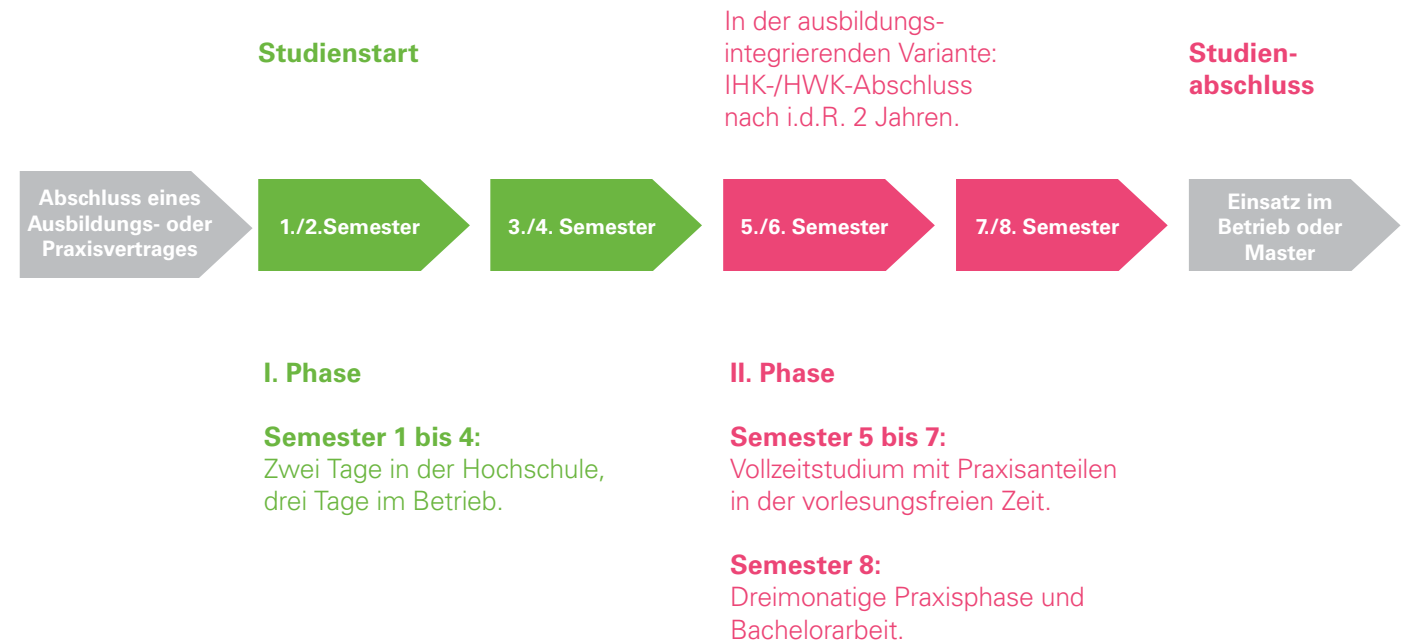 Studienstart
In der ausbildungs-
integrierenden Variante:
IHK-/HWK-Abschluss
nach i.d.R. 2 Jahren.
Studien-
abschluss
Abschluss eines
Ausbildungs- oder
Praxisvertrages
1./2.Semester
3./4. Semester
5./6. Semester
7./8. Semester
Einsatz im
Betrieb oder
Master
I. Phase
Semester 1 bis 4:
Zwei Tage in der Hochschule,
drei Tage im Betrieb.
II. Phase
Semester 5 bis 7:
Vollzeitstudium mit Praxisanteilen
in der vorlesungsfreien Zeit.
Semester 8:
Dreimonatige Praxisphase und
Bachelorarbeit.